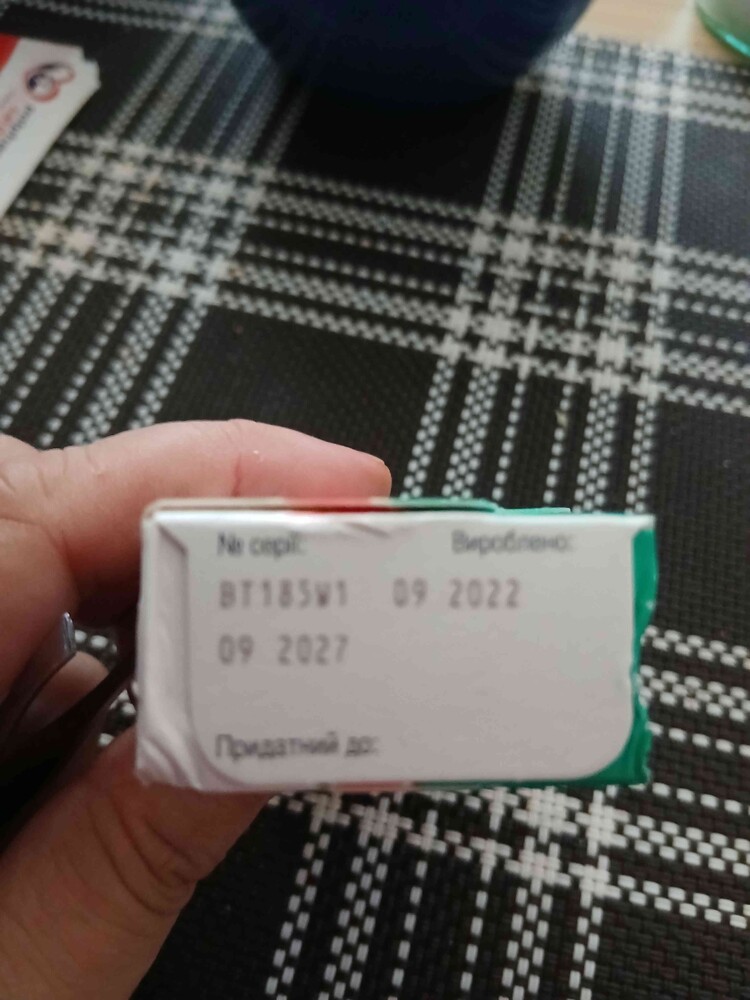 № серії: Вироблено:
BT185W1 09 2022
09 2027
Придатний до: